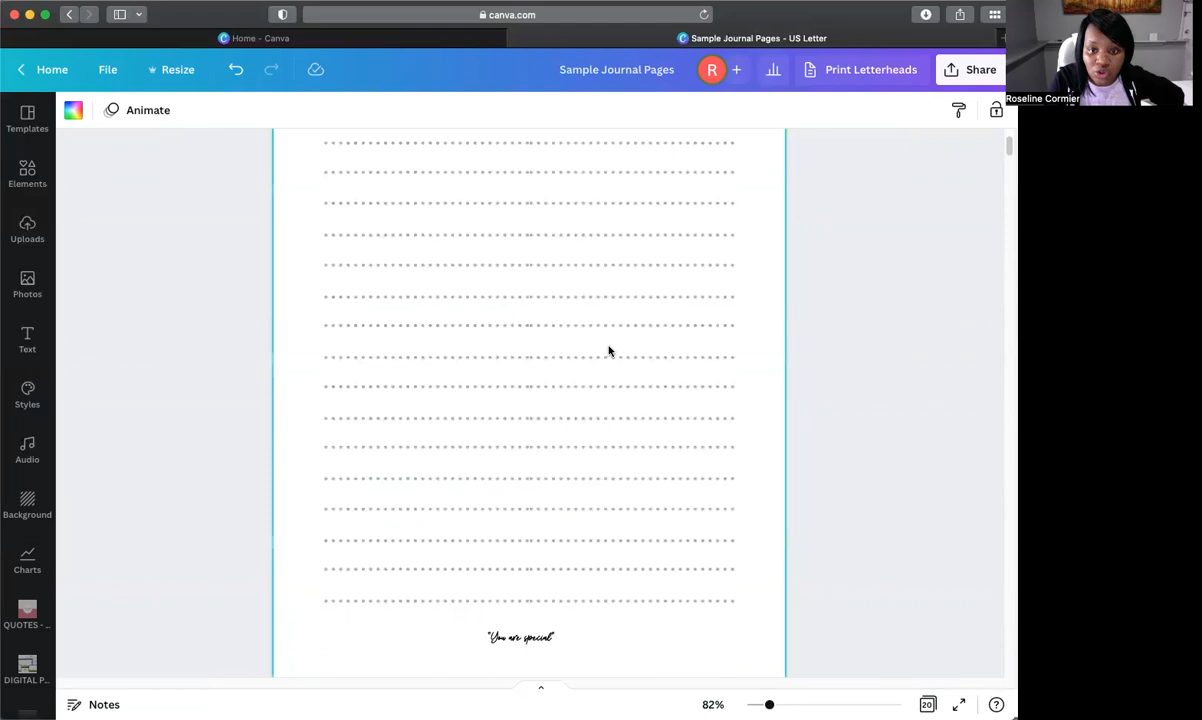 canva.com
Home - Canva
Sample Journal Pages - US Letter
Home
File
Resize
Sample Journal Pages
R
+
Print Letterheads
Share
Roseline Cormier
Animate
Templates
Elements
Uploads
Photos
Text
Styles
Audio
Background
Charts
QUOTES - ...
DIGITAL P...
"You are special"
Notes
82%
20
?